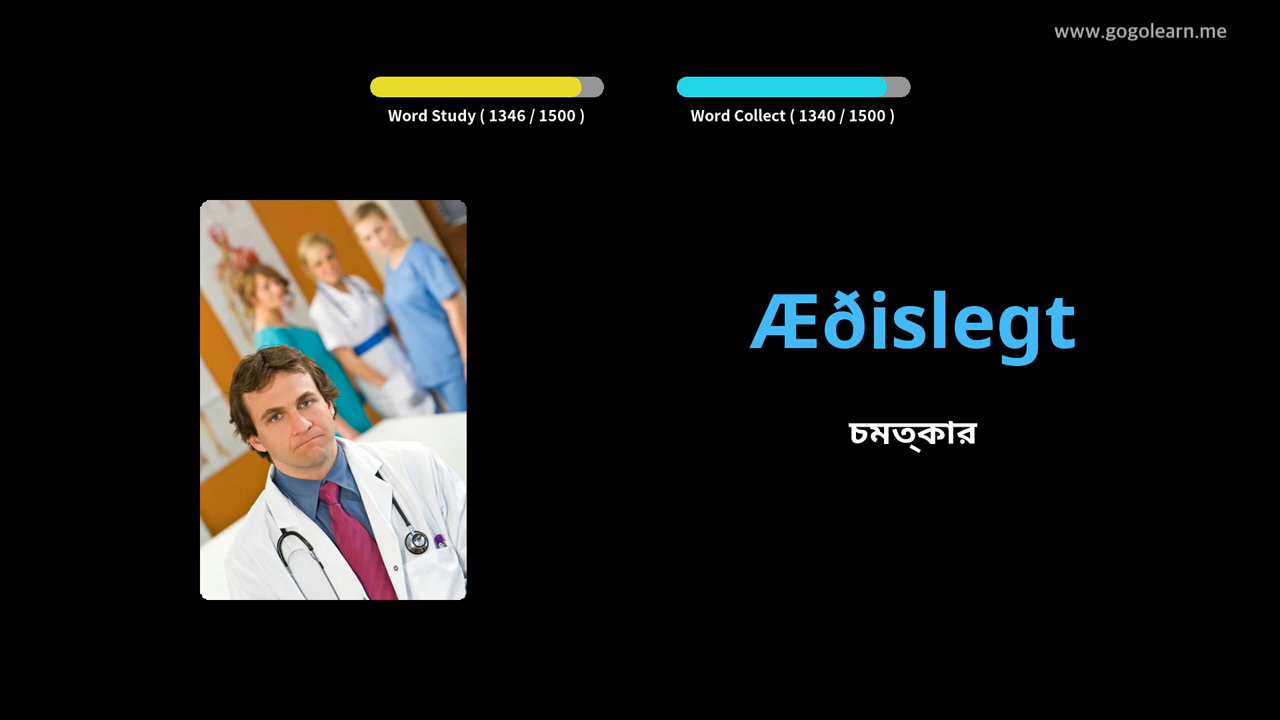 www.gogolearn.me
Word Study ( 1346 / 1500 )
Word Collect ( 1340 / 1500 )
Æðislegt
চমত্কার